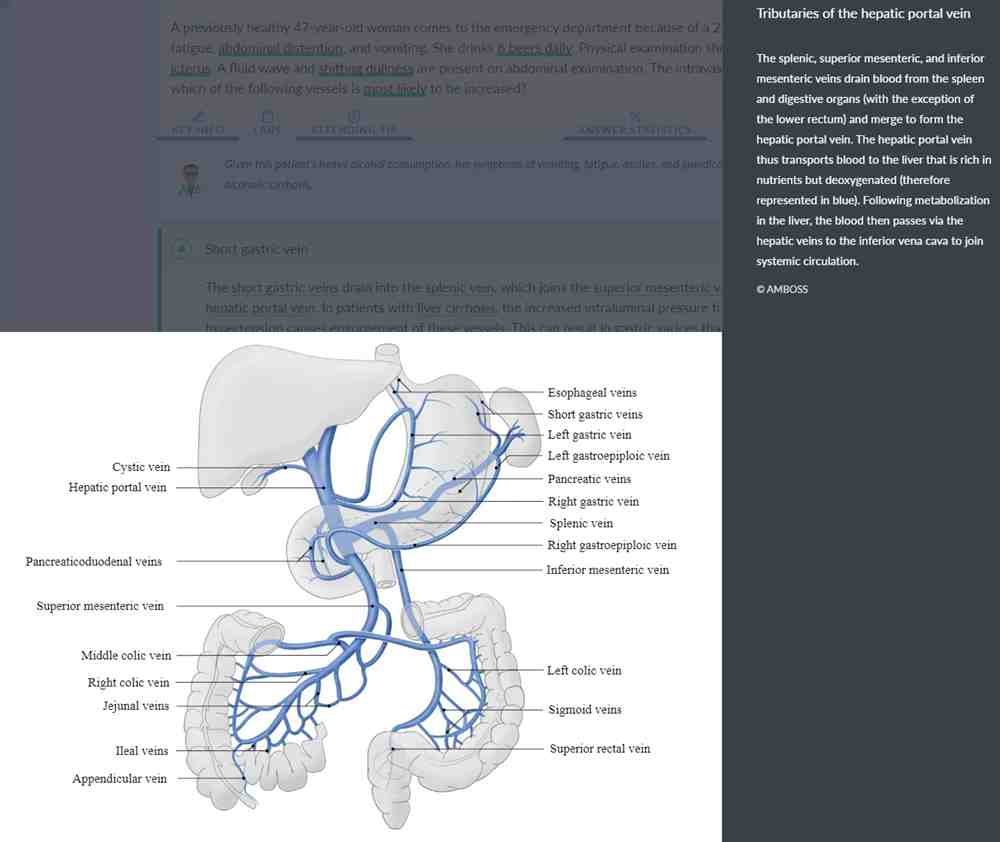 A previously healthy 47-year-old woman comes to the emergency department because of a 2
fatigue, abdominal distention, and vomiting. She drinks 6 beers daily. Physical examination sh
icterus. A fluid wave and shifting dullness are present on abdominal examination. The intravas
which of the following vessels is most likely to be increased?
KEY INFO
LABS
ATTENDING TIP
ANSWER STATISTICS
Given this patient's heavy alcohol consumption, her symptoms of vomiting, fatigue, ascites, and jaundice
alcoholic cirrhosis.
Short gastric vein
The short gastric veins drain into the splenic vein, which joins the superior mesenteric v
hepatic portal vein. In patients with liver cirrhosis, the increased intraluminal pressure fr
hypertension causes engorgement of these vessels. This can result in gastric varices tha
Tributaries of the hepatic portal vein
The splenic, superior mesenteric, and inferior
mesenteric veins drain blood from the spleen
and digestive organs (with the exception of
the lower rectum) and merge to form the
hepatic portal vein. The hepatic portal vein
thus transports blood to the liver that is rich in
nutrients but deoxygenated (therefore
represented in blue). Following metabolization
in the liver, the blood then passes via the
hepatic veins to the inferior vena cava to join
systemic circulation.
© AMBOSS
Cystic vein
Hepatic portal vein
Pancreaticoduodenal veins
Superior mesenteric vein
Middle colic vein
Right colic vein
Jejunal veins
Ileal veins
Appendicular vein
Esophageal veins
Short gastric veins
Left gastric vein
Left gastroepiploic vein
Pancreatic veins
Right gastric vein
Splenic vein
Right gastroepiploic vein
Inferior mesenteric vein
Left colic vein
Sigmoid veins
Superior rectal vein